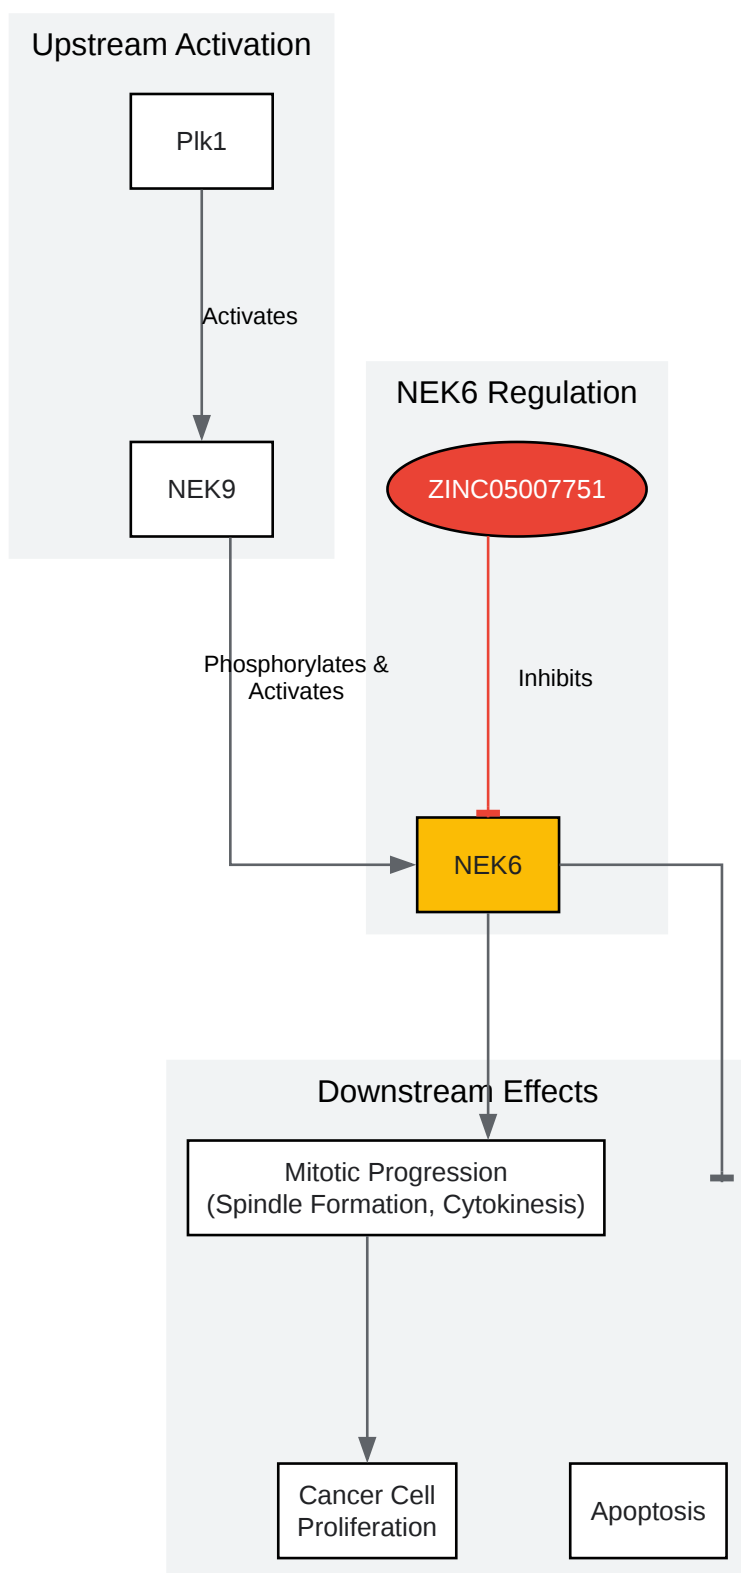 Upstream Activation
Plk1
Activates
NEK6 Regulation
NEK9
ZINC05007751
Phosphorylates &
Activates
Inhibits
NEK6
Downstream Effects
Mitotic Progression
(Spindle Formation, Cytokinesis)
Cancer Cell
Proliferation
Apoptosis